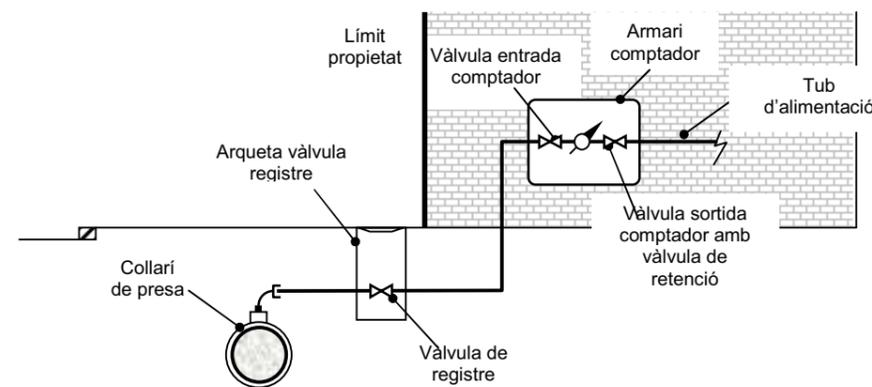 Límit
propietat
Vàlvula entrada
comptador
Armari
comptador
Tub
d'alimentació
Arqueta vàlvula
registre
Vàlvula sortida
comptador amb
vàlvula de
retenció
Collarí
de presa
Vàlvula de
registre